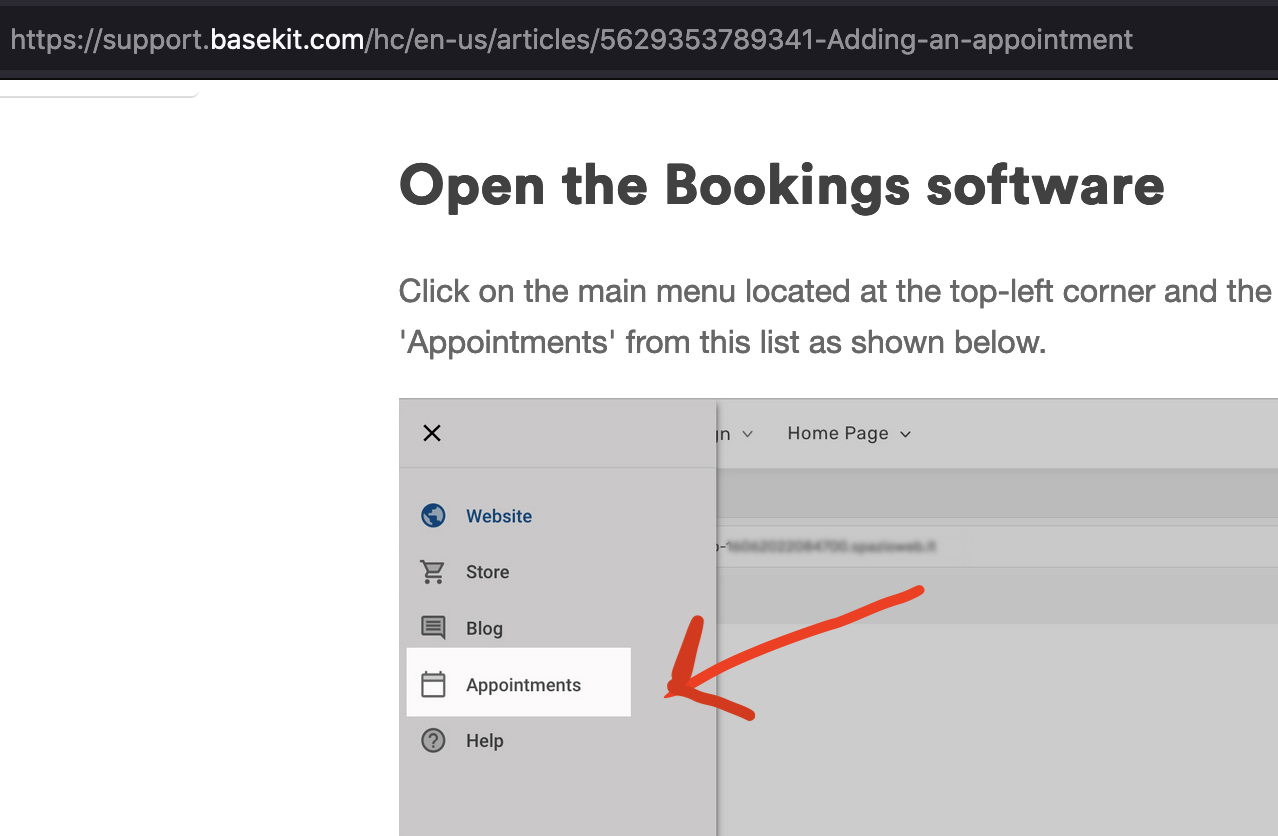 https://support.basekit.com/hc/en-us/articles/5629353789341-Adding-an-appointment
Open the Bookings software
Click on the main menu located at the top-left corner and the
'Appointments' from this list as shown below.
Home Page
Website
Store
Blog
Appointments
Help